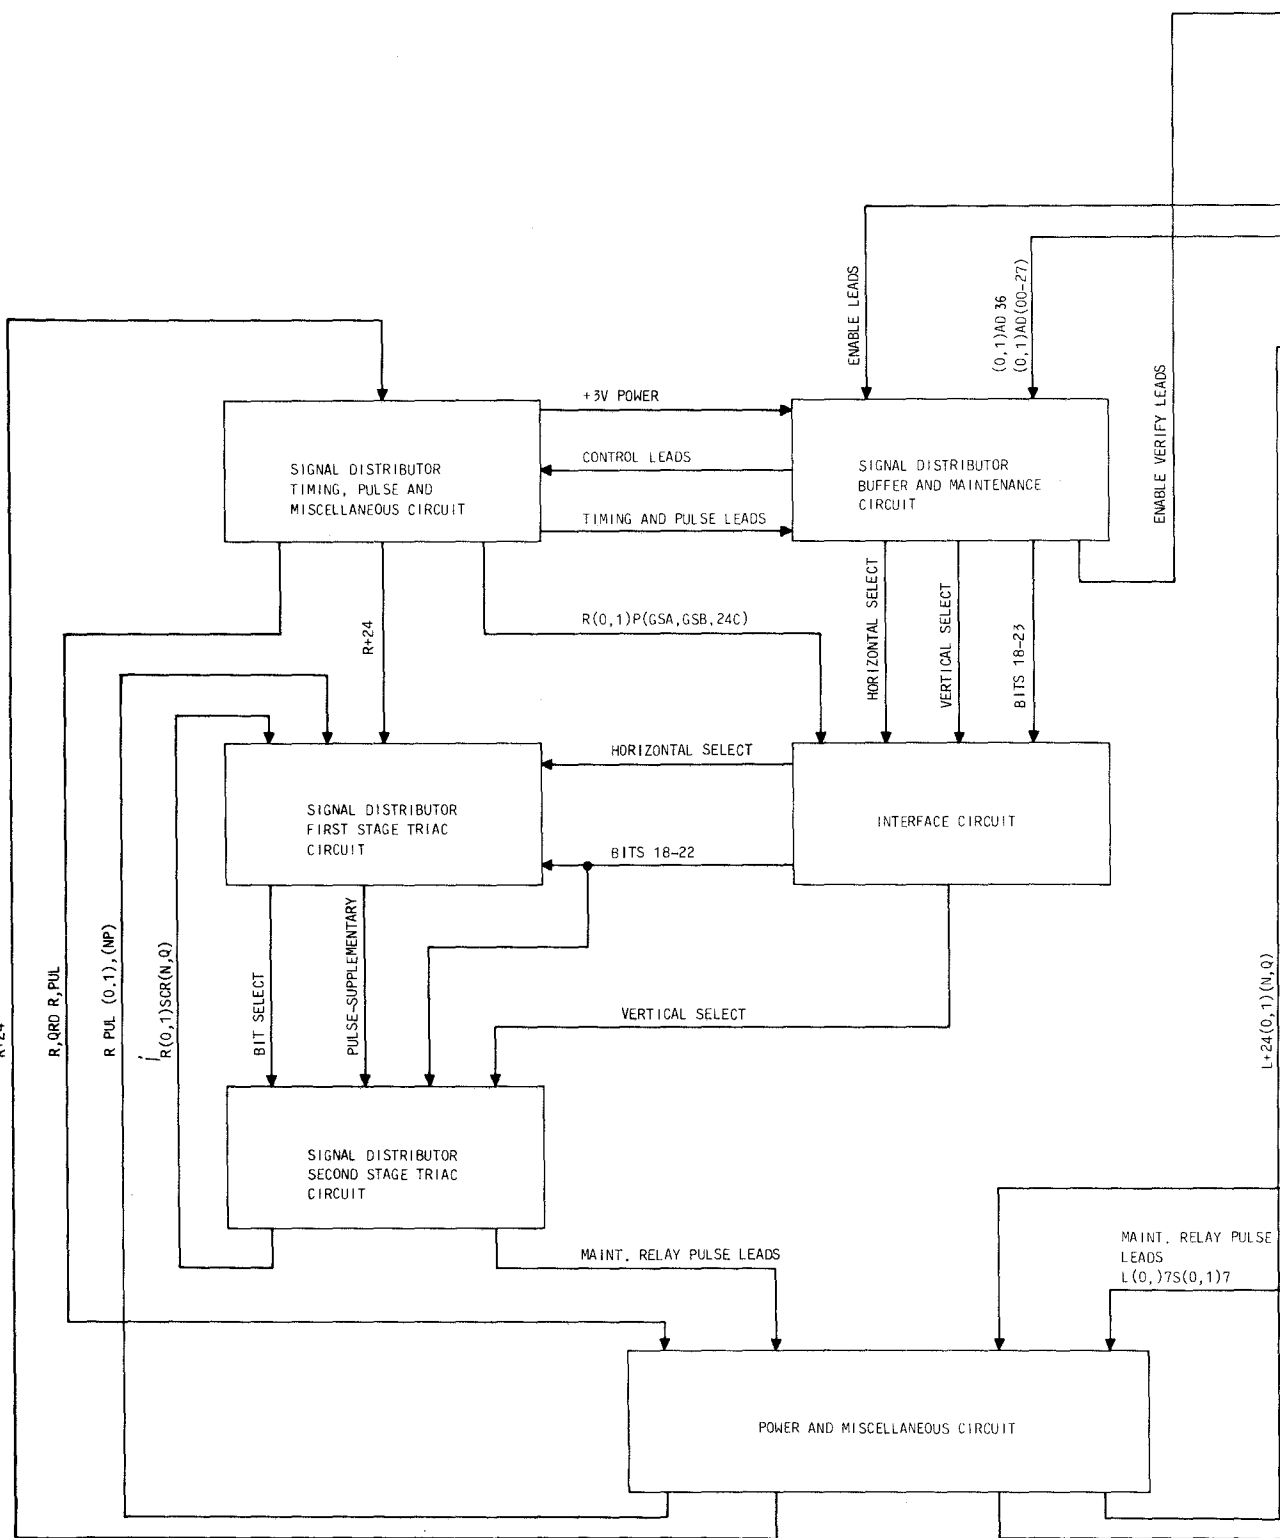 ENABLE LEADS
(0,1)AD 36
(0,1)AD(00-27)
ENABLE VERIFY LEADS
+3V POWER
CONTROL LEADS
TIMING AND PULSE LEADS
SIGNAL DISTRIBUTOR
TIMING, PULSE AND
MISCELLANEOUS CIRCUIT
SIGNAL DISTRIBUTOR
BUFFER AND MAINTENANCE
CIRCUIT
R+24
R(0,1)P(GSA,GSB,24C)
HORIZONTAL SELECT
VERTICAL SELECT
BITS 18-23
HORIZONTAL SELECT
SIGNAL DISTRIBUTOR
FIRST STAGE TRIAC
CIRCUIT
INTERFACE CIRCUIT
BITS 18-22
R+24
R,QRD R,PUL
R PUL (0,1),(NP)
R(0,1)SCR(N,Q)
BIT SELECT
PULSE-SUPPLEMENTARY
VERTICAL SELECT
L+24(0,1)(N,Q)
SIGNAL DISTRIBUTOR
SECOND STAGE TRIAC
CIRCUIT
MAINT. RELAY PULSE LEADS
MAINT. RELAY PULSE
LEADS
L(0,)7S(0,1)7
POWER AND MISCELLANEOUS CIRCUIT